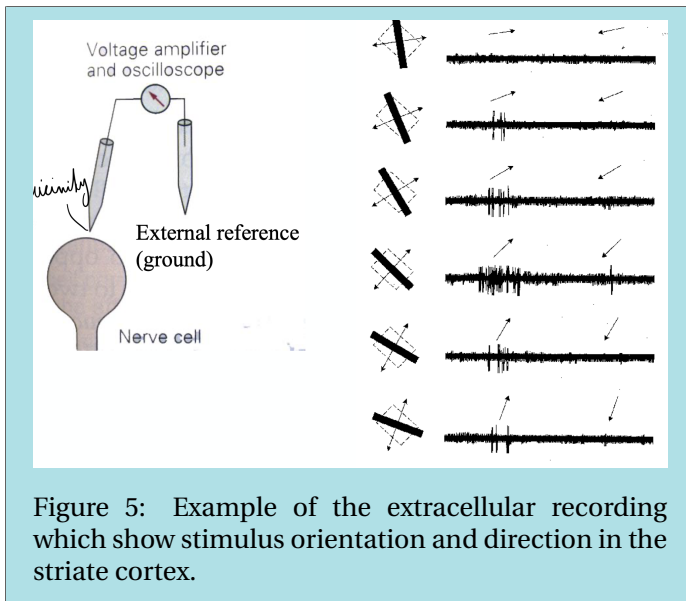 Voltage amplifier
and oscilloscope
External reference
(ground)
Nerve cell
Figure 5: Example of the extracellular recording
which show stimulus orientation and direction in the
striate cortex.